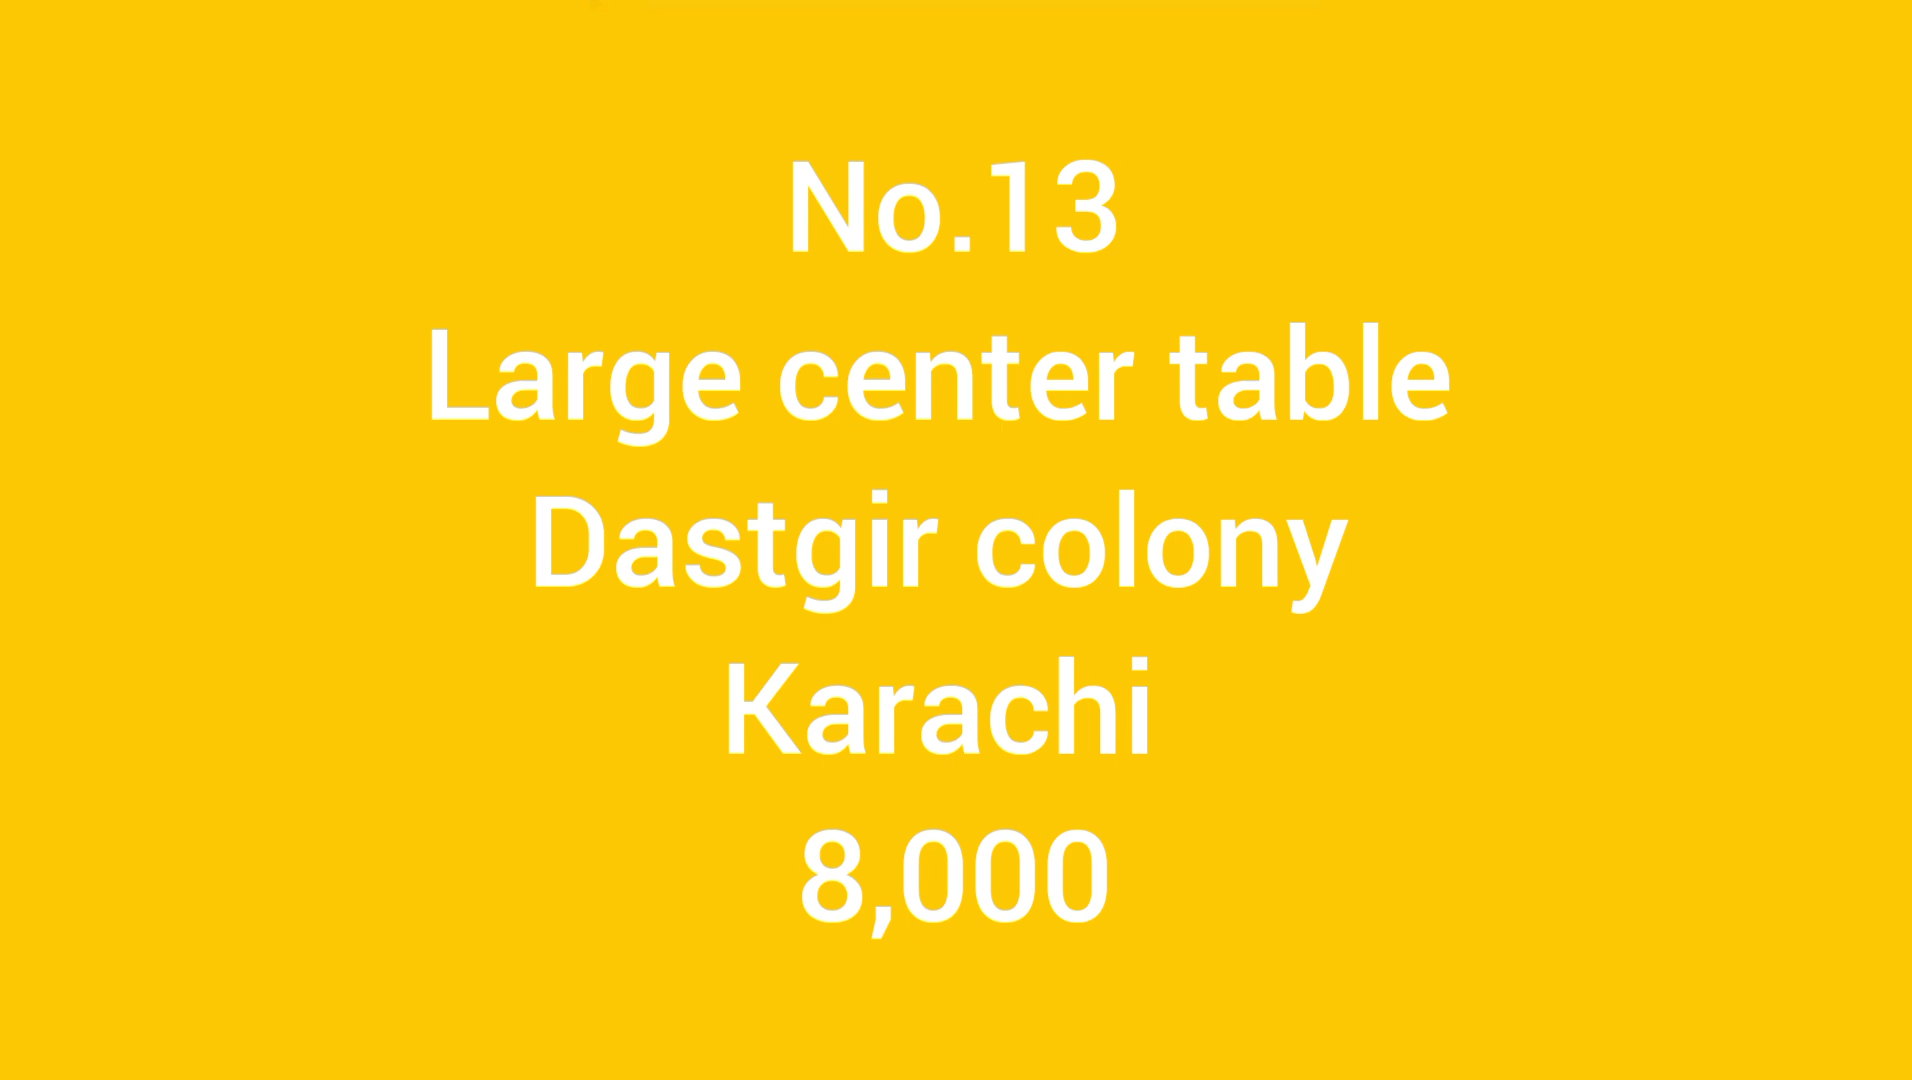 No.13
Large center table
Dastgir colony
Karachi
8,000